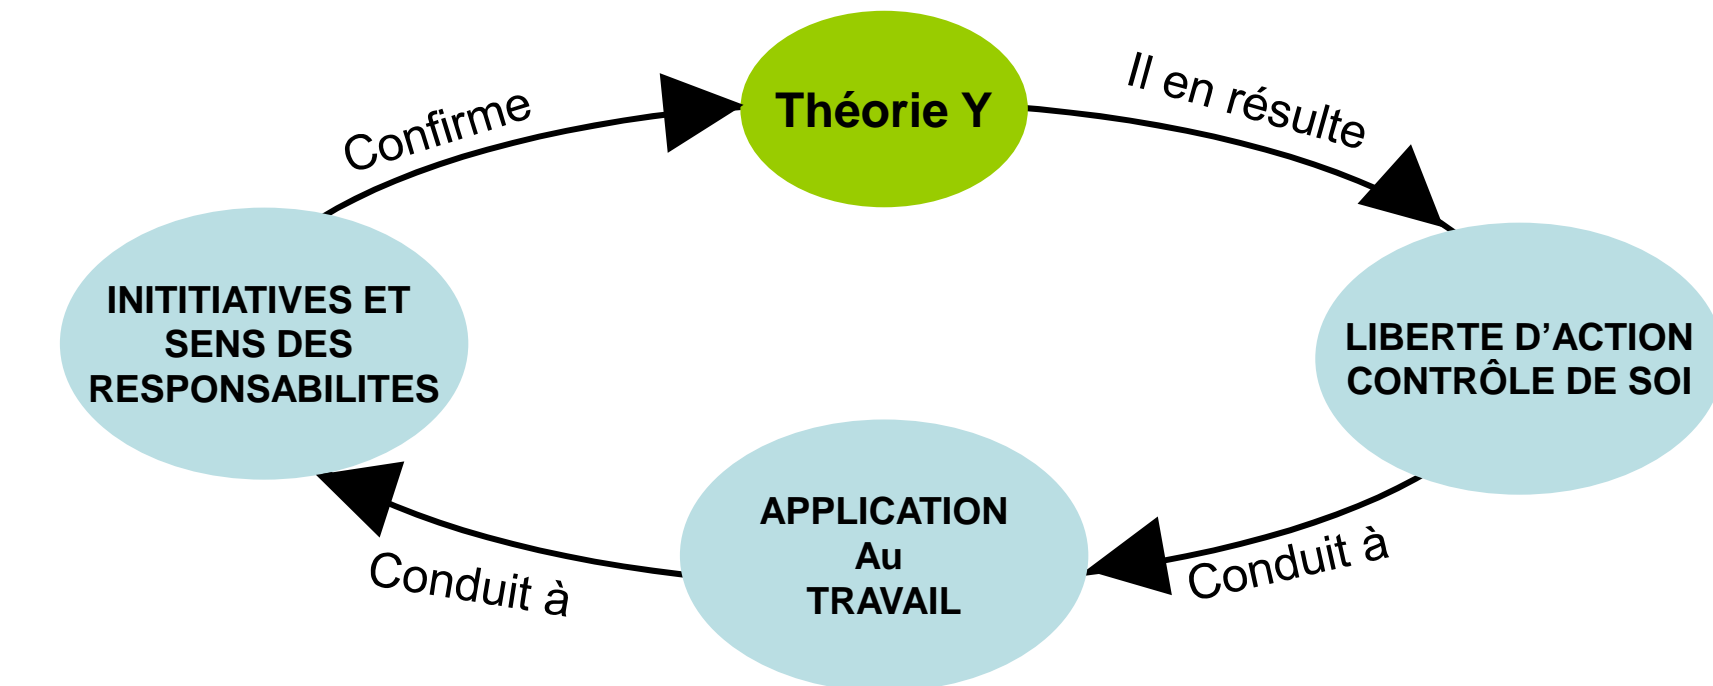 Théorie Y
Il en résulte
LIBERTE D’ACTION
CONTRÔLE DE SOI
Conduit à
APPLICATION
Au
TRAVAIL
Conduit à
INITITIATIVES ET
SENS DES
RESPONSABILITES
Confirme